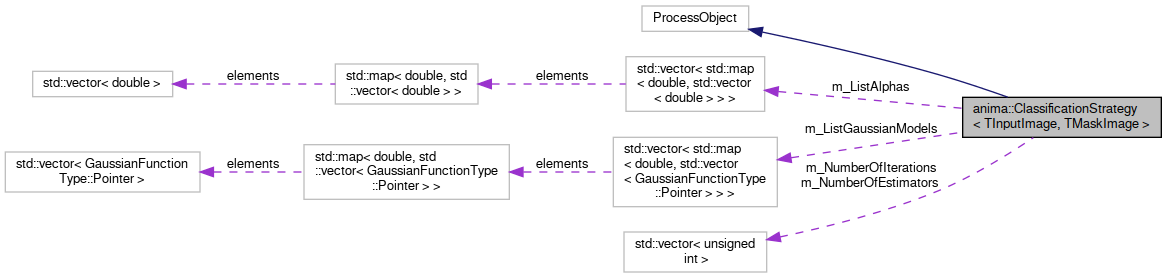 ProcessObject
std::vector< double >
elements
std::map< double, std
::vector< double > >
elements
std::vector< std::map
< double, std::vector
< double > > >
m_ListAlphas
anima::ClassificationStrategy
< TInputImage, TMaskImage >
m_ListGaussianModels
std::vector< GaussianFunction
Type::Pointer >
elements
std::map< double, std
::vector< GaussianFunctionType
::Pointer > >
elements
std::vector< std::map
< double, std::vector
< GaussianFunctionType
::Pointer > > >
m_NumberOfIterations
m_NumberOfEstimators
std::vector< unsigned
int >